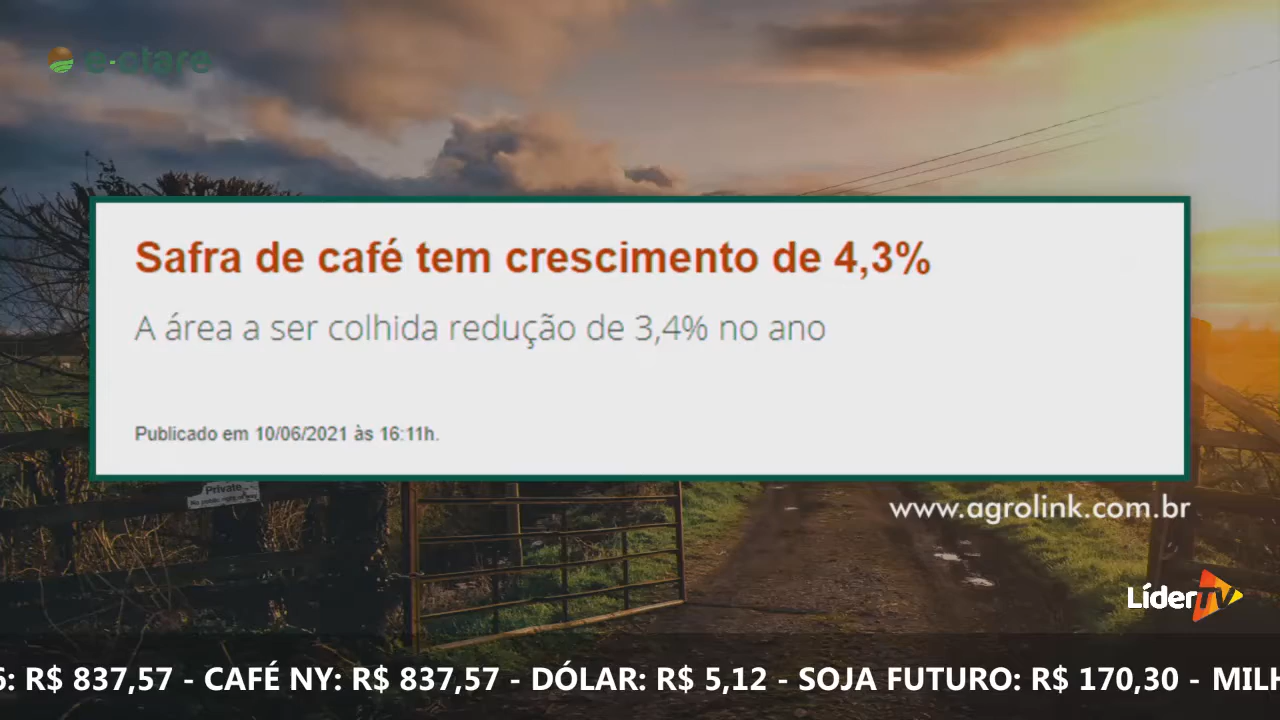 e-ctare
Safra de café tem crescimento de 4,3%
A área a ser colhida redução de 3,4% no ano
Publicado em 10/06/2021 às 16:11h.
Private
www.agrolink.com.br
LíderTV
6: R$ 837,57 - CAFÉ NY: R$ 837,57 - DÓLAR: R$ 5,12 - SOJA FUTURO: R$ 170,30 - MILH